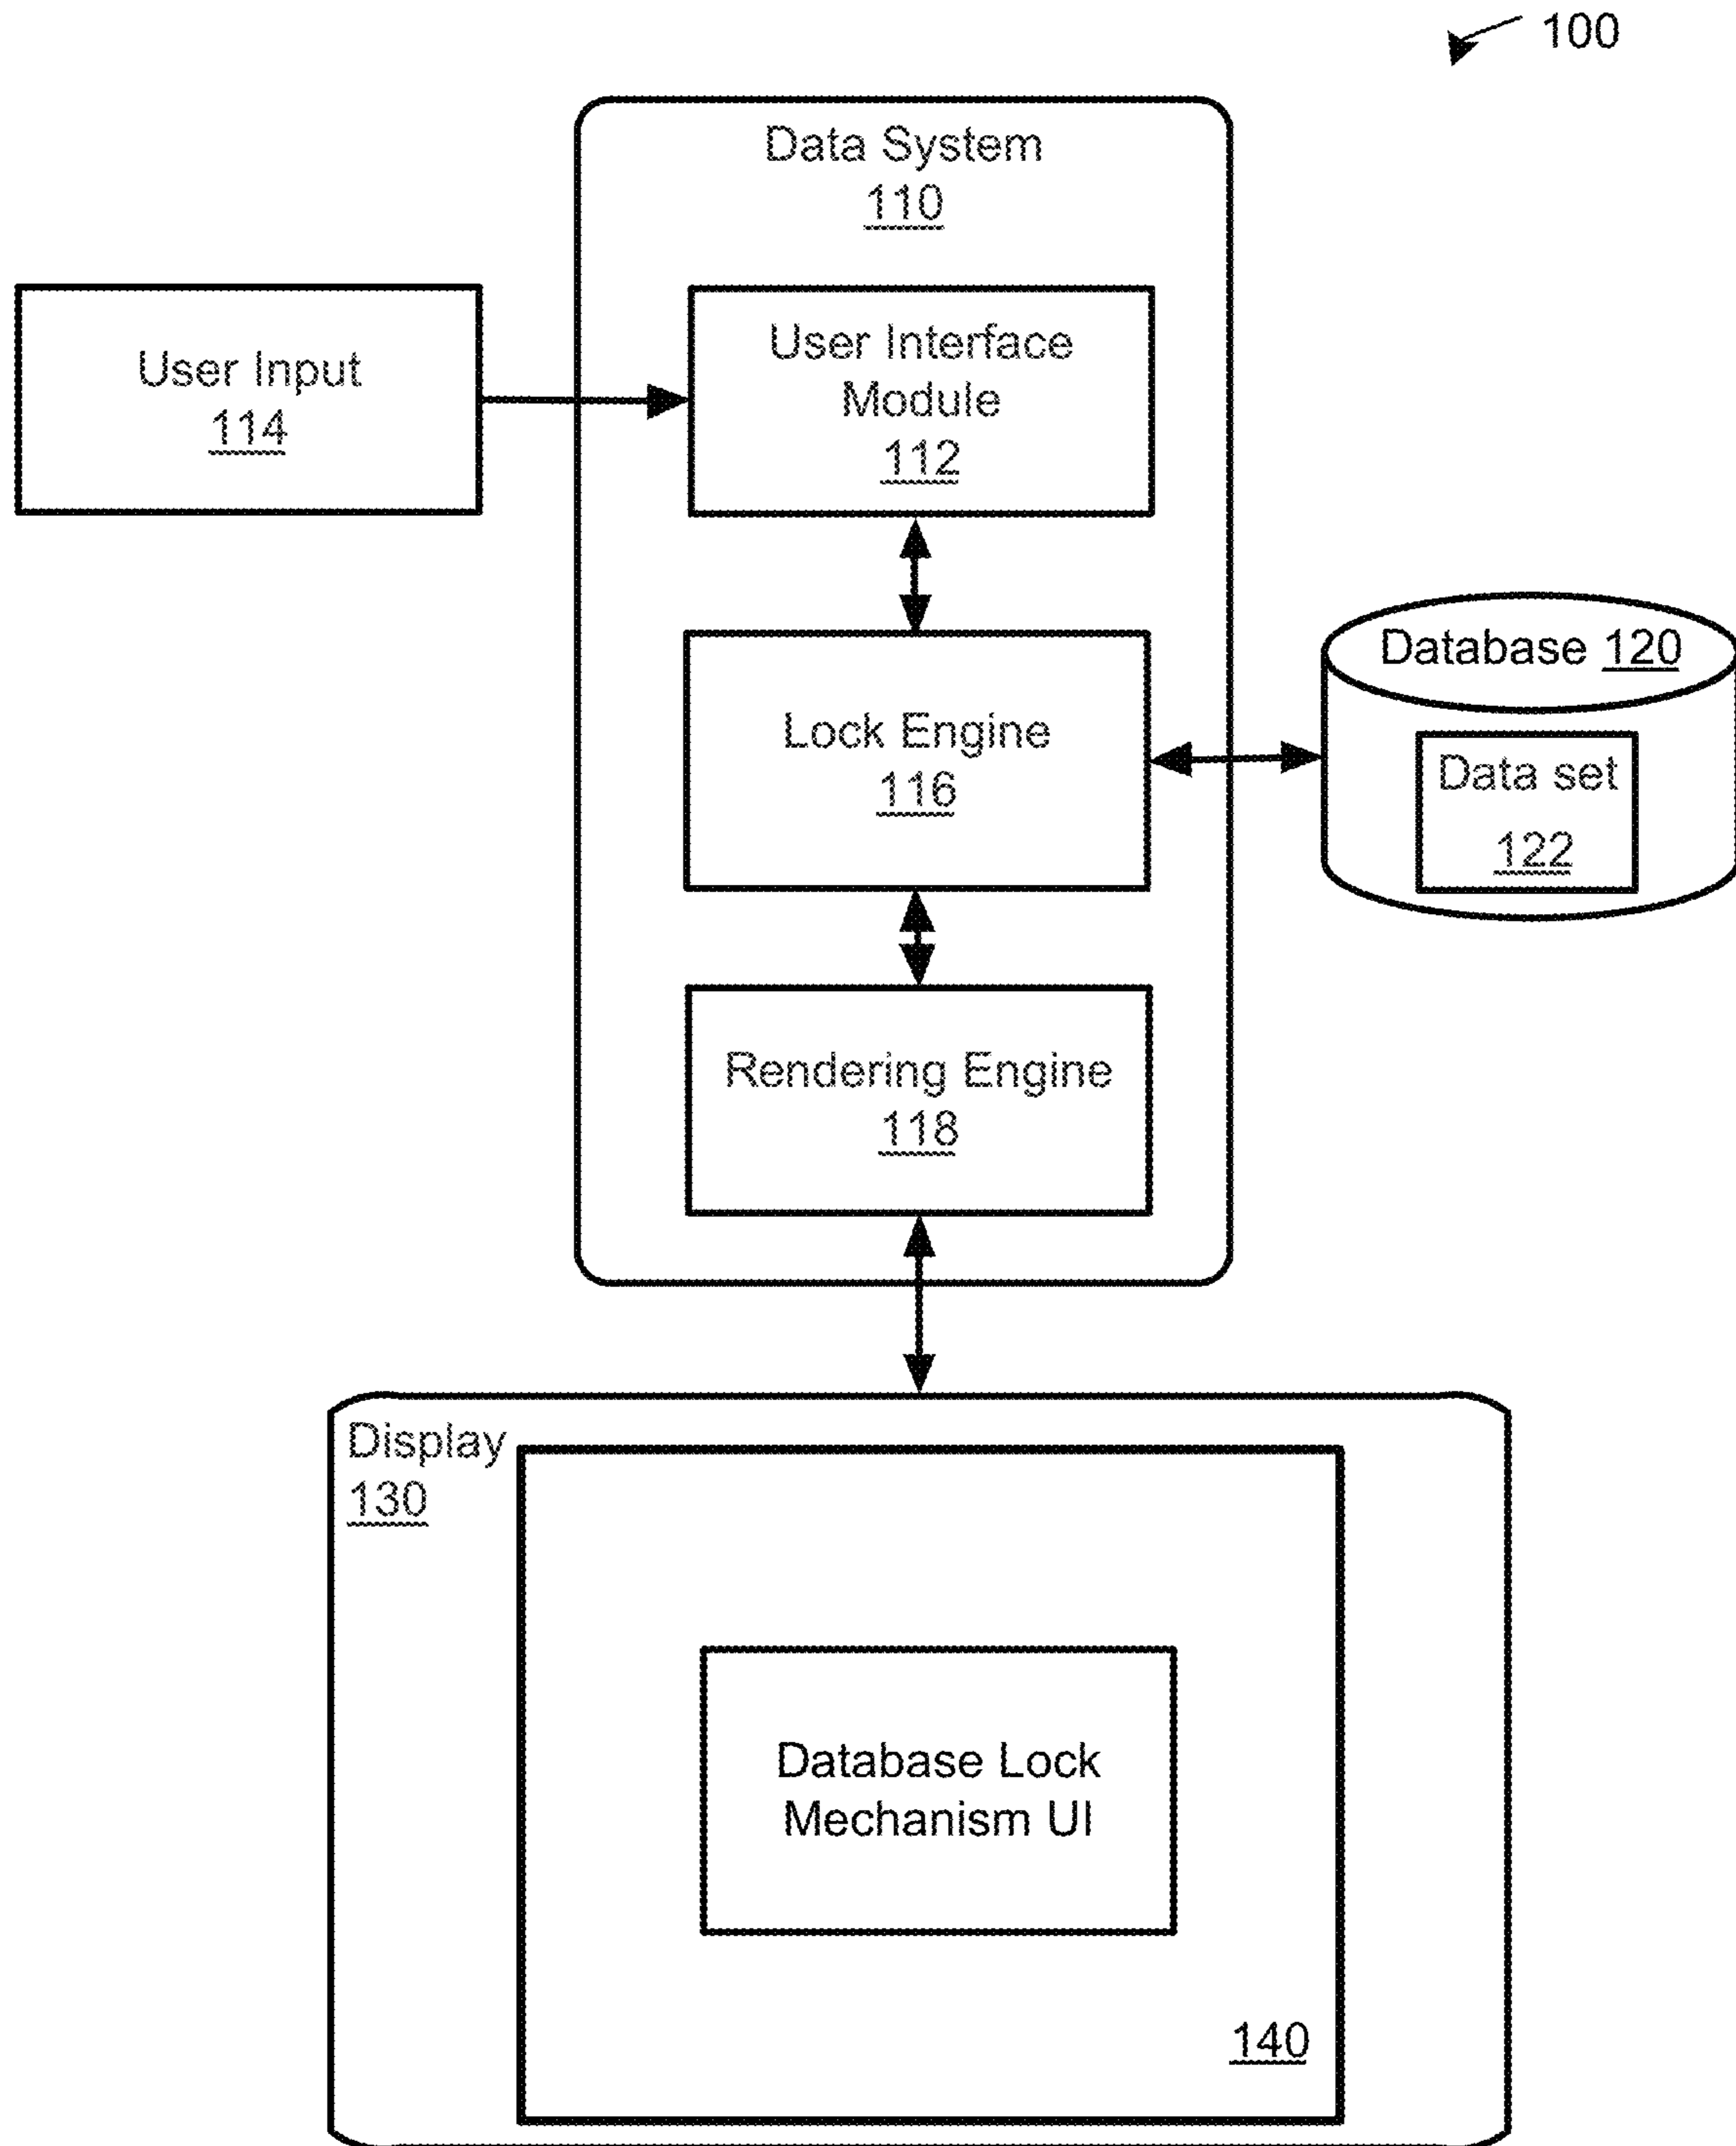 100
Data System
110
User Input
114
User Interface
Module
112
Lock Engine
116
Database 120
Data set
122
Rendering Engine
118
Display
130
Database Lock
Mechanism UI
140